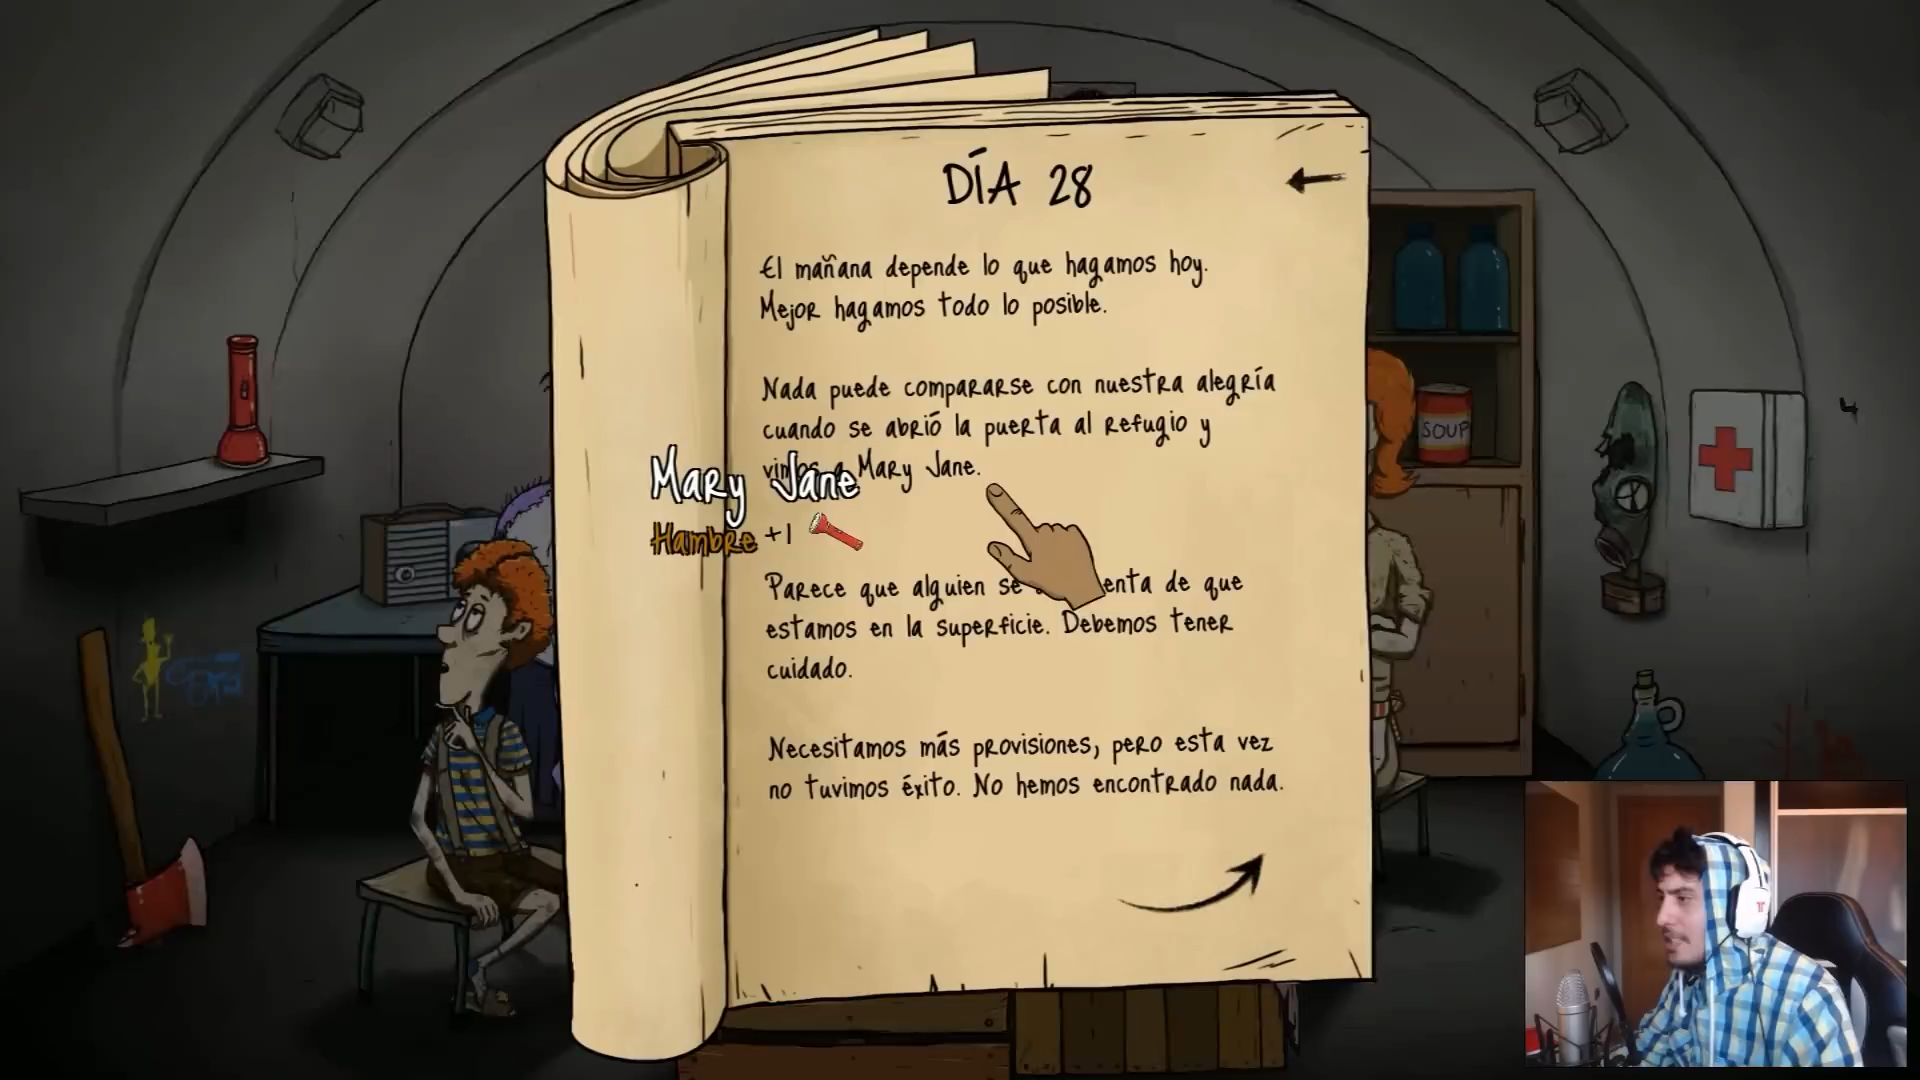 DÍA 28
El mañana depende lo que hagamos hoy.
Mejor hagamos todo lo posible.
Nada puede compararse con nuestra alegría
cuando se abrió la puerta al refugio y
a Mary Jane.
Mary Jane
Hambre +1
Parece que alguien se de que
estamos en la superficie. Debemos tener
cuidado.
Necesitamos más provisiones, pero esta vez
no tuvimos éxito. No hemos encontrado nada.
SOUP